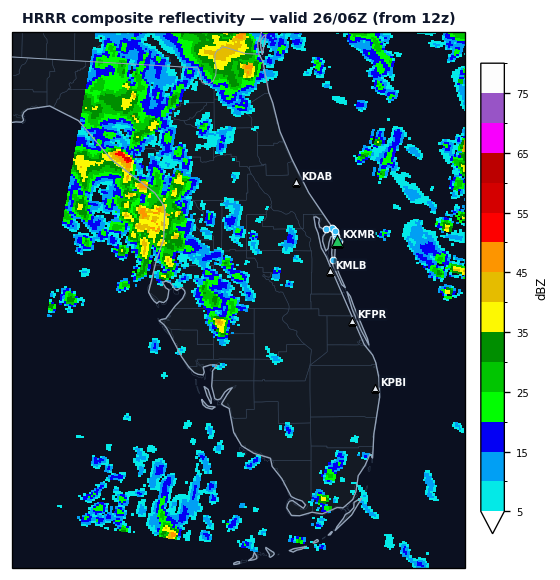 HRRR composite reflectivity — valid 26/06Z (from 12z)
KDAB
KXMR
KMLB
KFPR
KPBI
75
65
55
45
35
25
15
5
dBZ